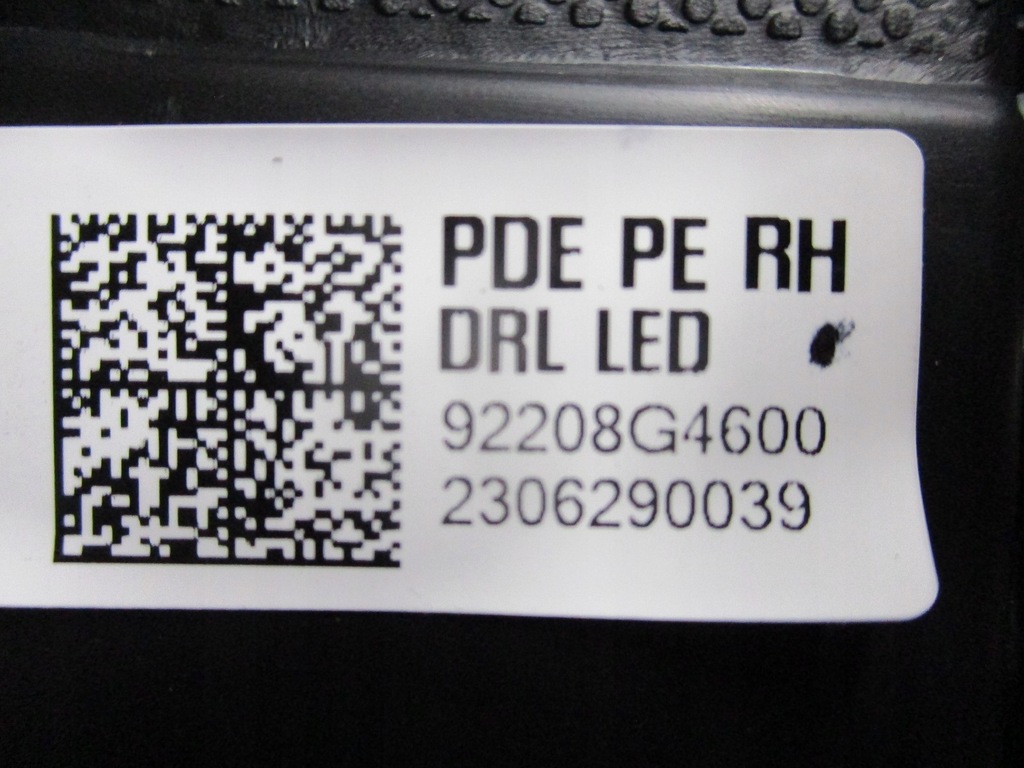 PDE PE RH
DRL LED
92208G4600
2306290039